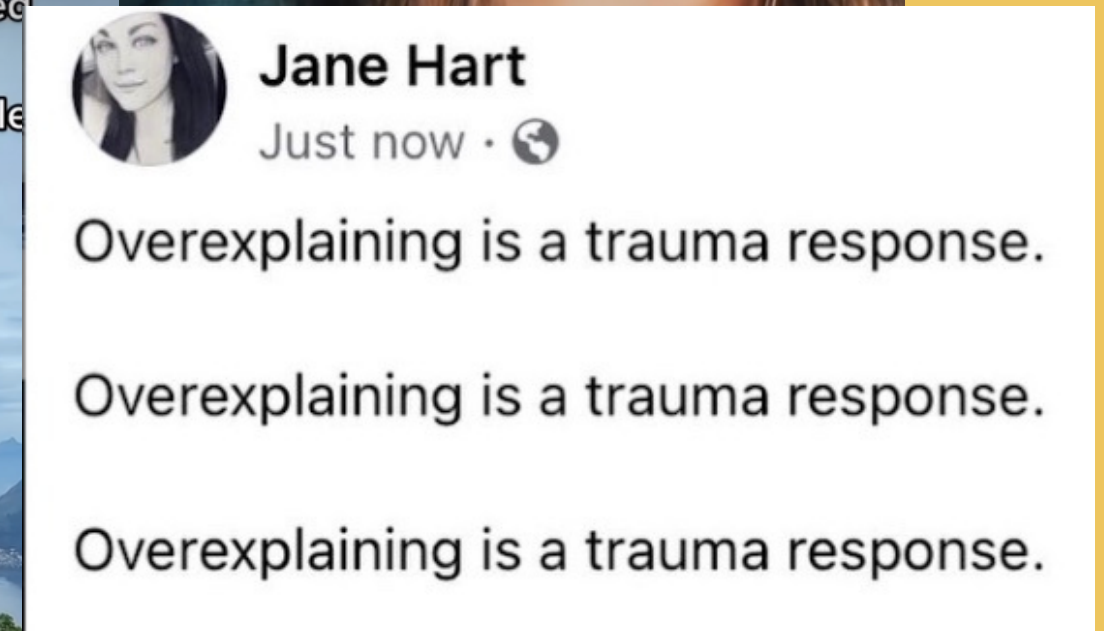 Jane Hart
Just now ·
Overexplaining is a trauma response.
Overexplaining is a trauma response.
Overexplaining is a trauma response.